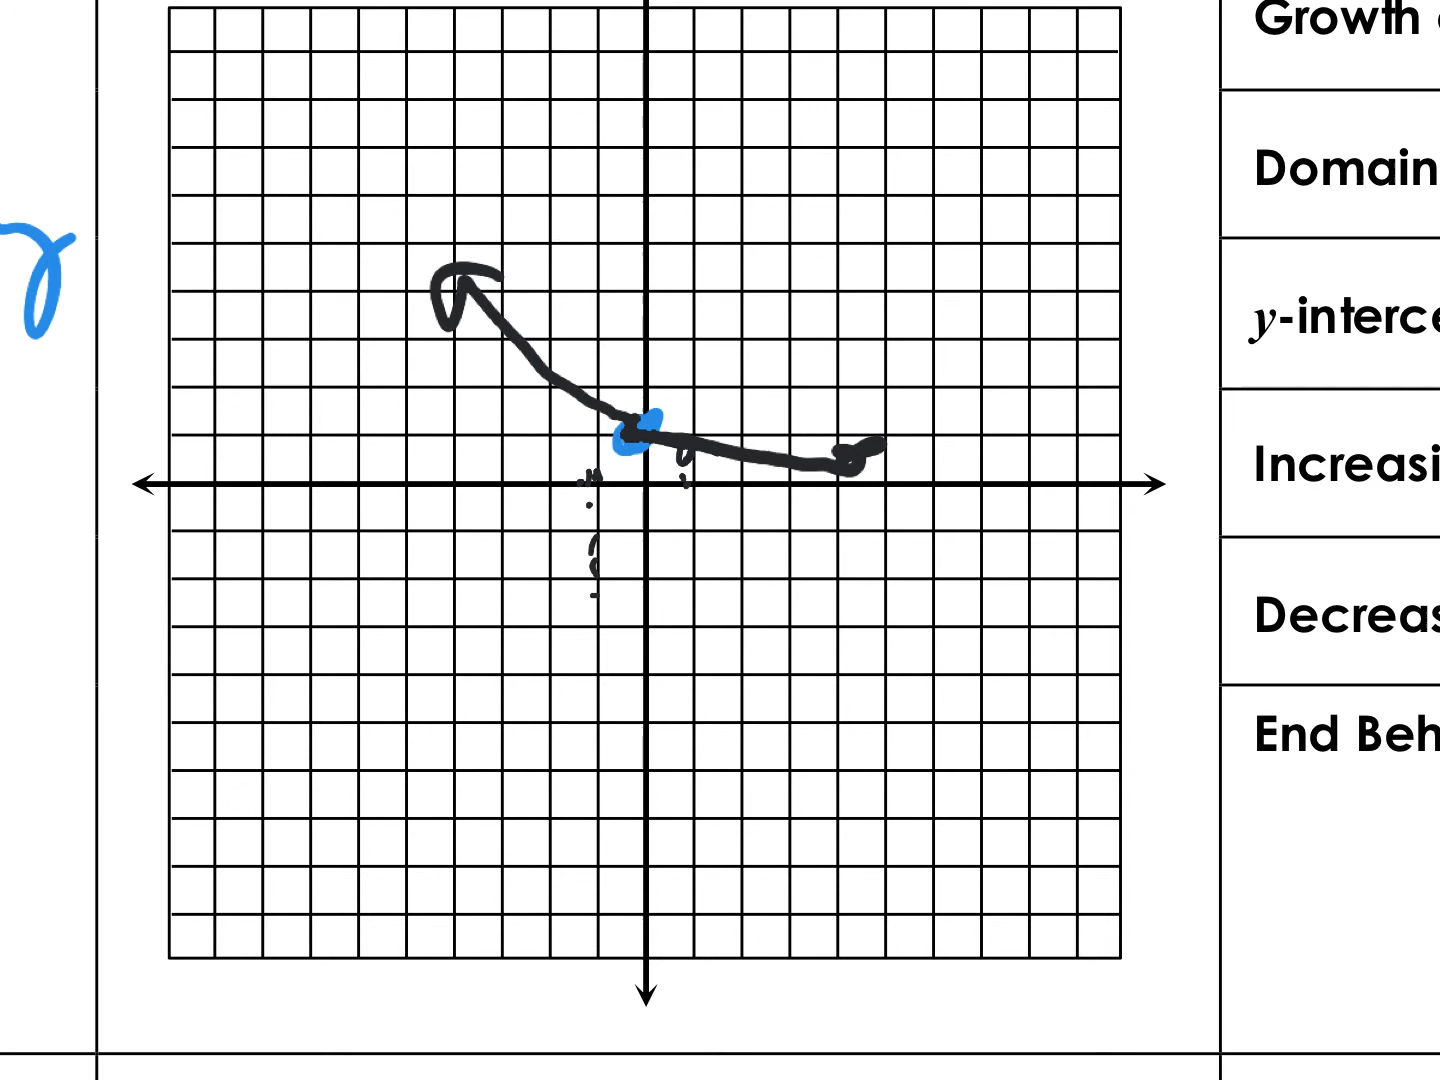 Growth
Domain
y-interce
Increasi
Decreas
End Beh